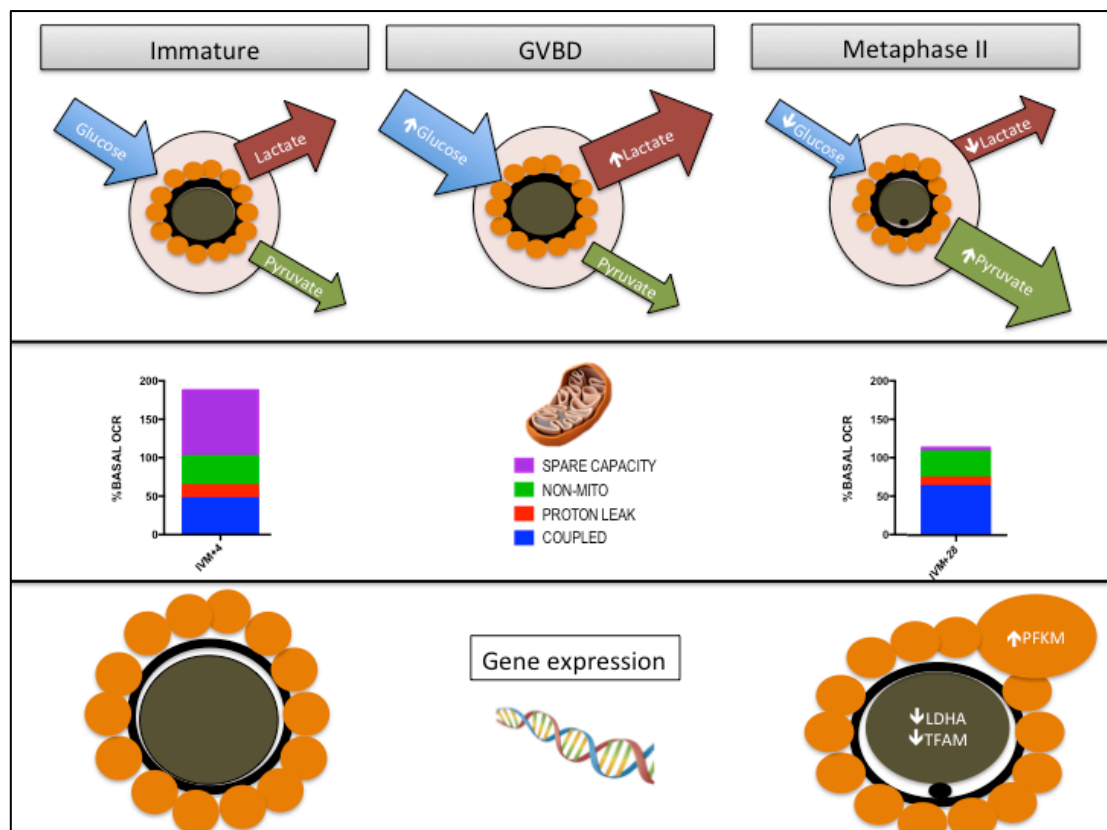 Immature
GVBD
Metaphase II
Glucose
Lactate
Pyruvate
↑Glucose
↑Lactate
Pyruvate
↓Glucose
↓Lactate
↑Pyruvate
200
150
100
50
0
%BASAL OCR
IVM+4
SPARE CAPACITY
NON-MITO
PROTON LEAK
COUPLED
200
150
100
50
0
%BASAL OCR
IVM+28
Gene expression
↑PFKM
↓LDHA
↓TFAM